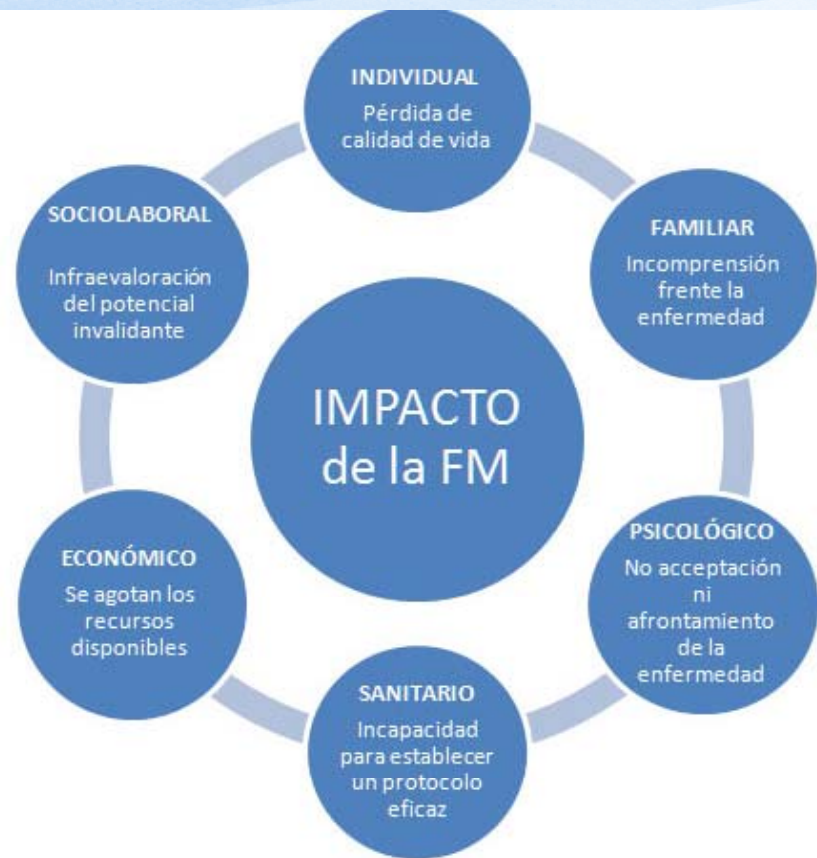 INDIVIDUAL
Pérdida de
calidad de vida
FAMILIAR
Incomprensión
frente la
enfermedad
PSICOLÓGICO
No acceptación
ni
afrontamiento
de la
enfermedad
SANITARIO
Incapacidad
para establecer
un protocolo
eficaz
ECONÓMICO
Se agotan los
recursos
disponibles
SOCIOLABORAL
Infraevaloración
del potencial
invalidante
IMPACTO
de la FM